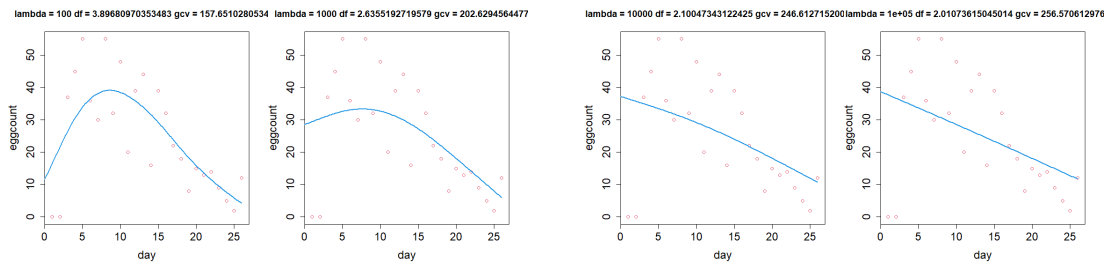 lambda = 100 df = 3.89680970353483 gcv = 157.6510280534
lambda = 1000 df = 2.6355192719579 gcv = 202.6294564477
lambda = 10000 df = 2.10047343122425 gcv = 246.612715200
lambda = 1e+05 df = 2.01073615045014 gcv = 256.570612976
eggcount
0 10 20 30 40 50
0 5 10 15 20 25
day
eggcount
0 10 20 30 40 50
0 5 10 15 20 25
day
eggcount
0 10 20 30 40 50
0 5 10 15 20 25
day
eggcount
0 10 20 30 40 50
0 5 10 15 20 25
day